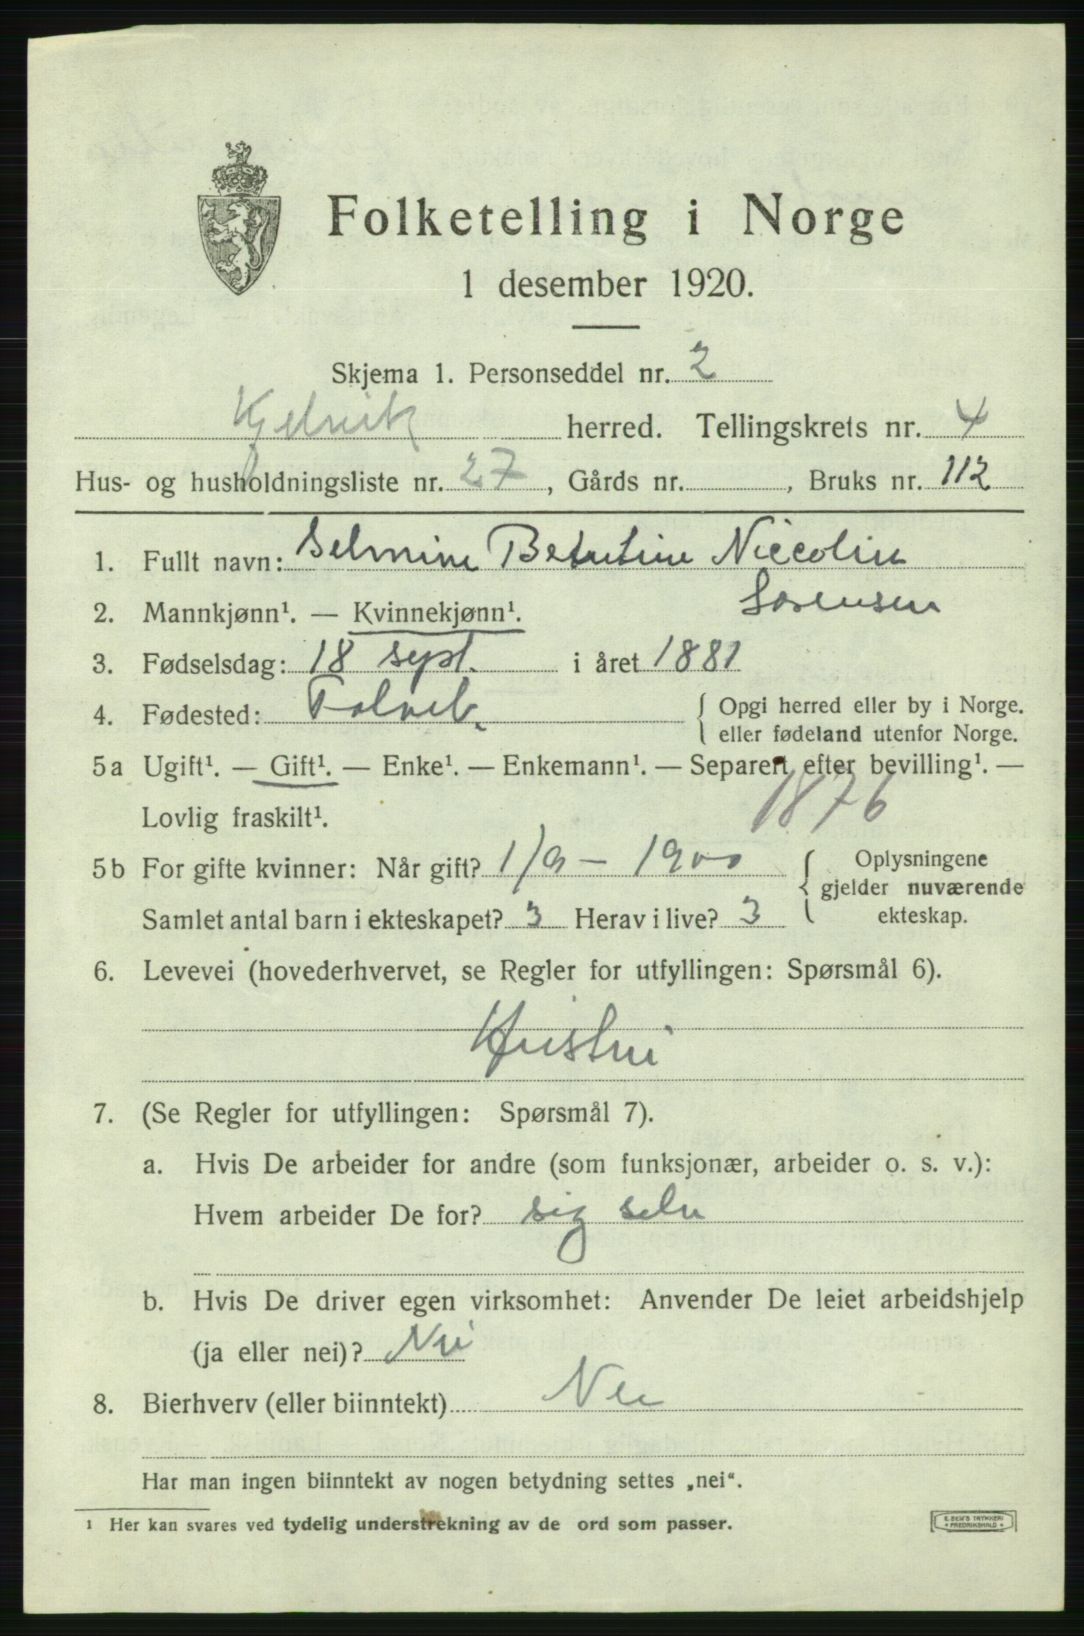 Folketelling i Norge
1 desember 1920.
Skjema 1. Personseddel nr. 2
Kjelvik herred. Tellingskrets nr. 4
Hus- og husholdningsliste nr. 27, Gårds nr. , Bruks nr. 112
1. Fullt navn: Selmine Niccolin
Sørensen
2. Mannkjønn¹. — Kvinnekjønn¹.
3. Fødselsdag: 18 sept. i året 1881
4. Fødested: Talvik. { Opgi herred eller by i Norge.
eller fødeland utenfor Norge.
5a Ugift¹. — Gift¹. — Enke¹. — Enkemann¹. — Separert efter bevilling¹. —
Lovlig fraskilt¹. 1876
5b For gifte kvinner: Når gift? 1/9 – 1900 { Oplysningene
gjelder nuværende
Samlet antal barn i ekteskapet? 3 Herav i live? 3 ekteskap.
6. Levevei (hovederhvervet, se Regler for utfyllingen: Spørsmål 6).
Hustru
7. (Se Regler for utfyllingen: Spørsmål 7).
a. Hvis De arbeider for andre (som funksjonær, arbeider o. s. v.):
Hvem arbeider De for? sig selv
b. Hvis De driver egen virksomhet: Anvender De leiet arbeidshjelp
(ja eller nei)? Nei
8. Bierhverv (eller biinntekt) Nei
Har man ingen biinntekt av nogen betydning settes „nei“.
¹ Her kan svares ved tydelig understrekning av de ord som passer.
E. SEM'S TRYKKERI
FREDRIKSHALD